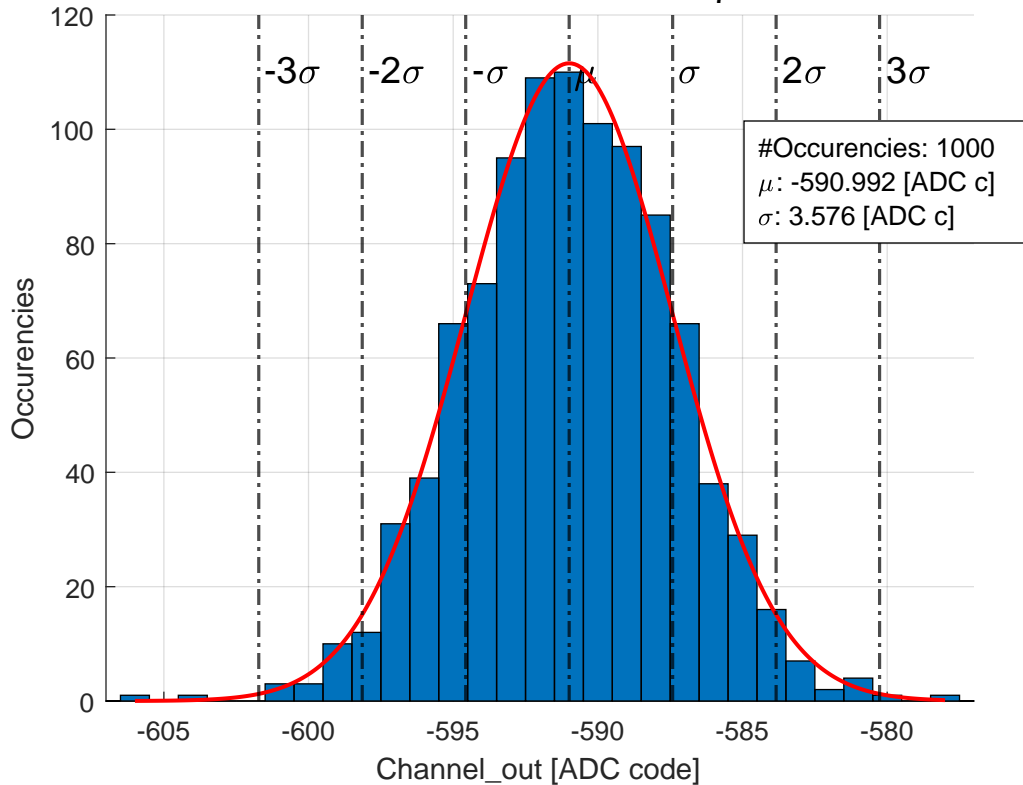 120
100
80
60
40
20
0
-3σ
-2σ
-σ
μ
σ
2σ
3σ
#Occurencies: 1000
μ: -590.992 [ADC c]
σ: 3.576 [ADC c]
Occurencies
-605
-600
-595
-590
-585
-580
Channel_out [ADC code]